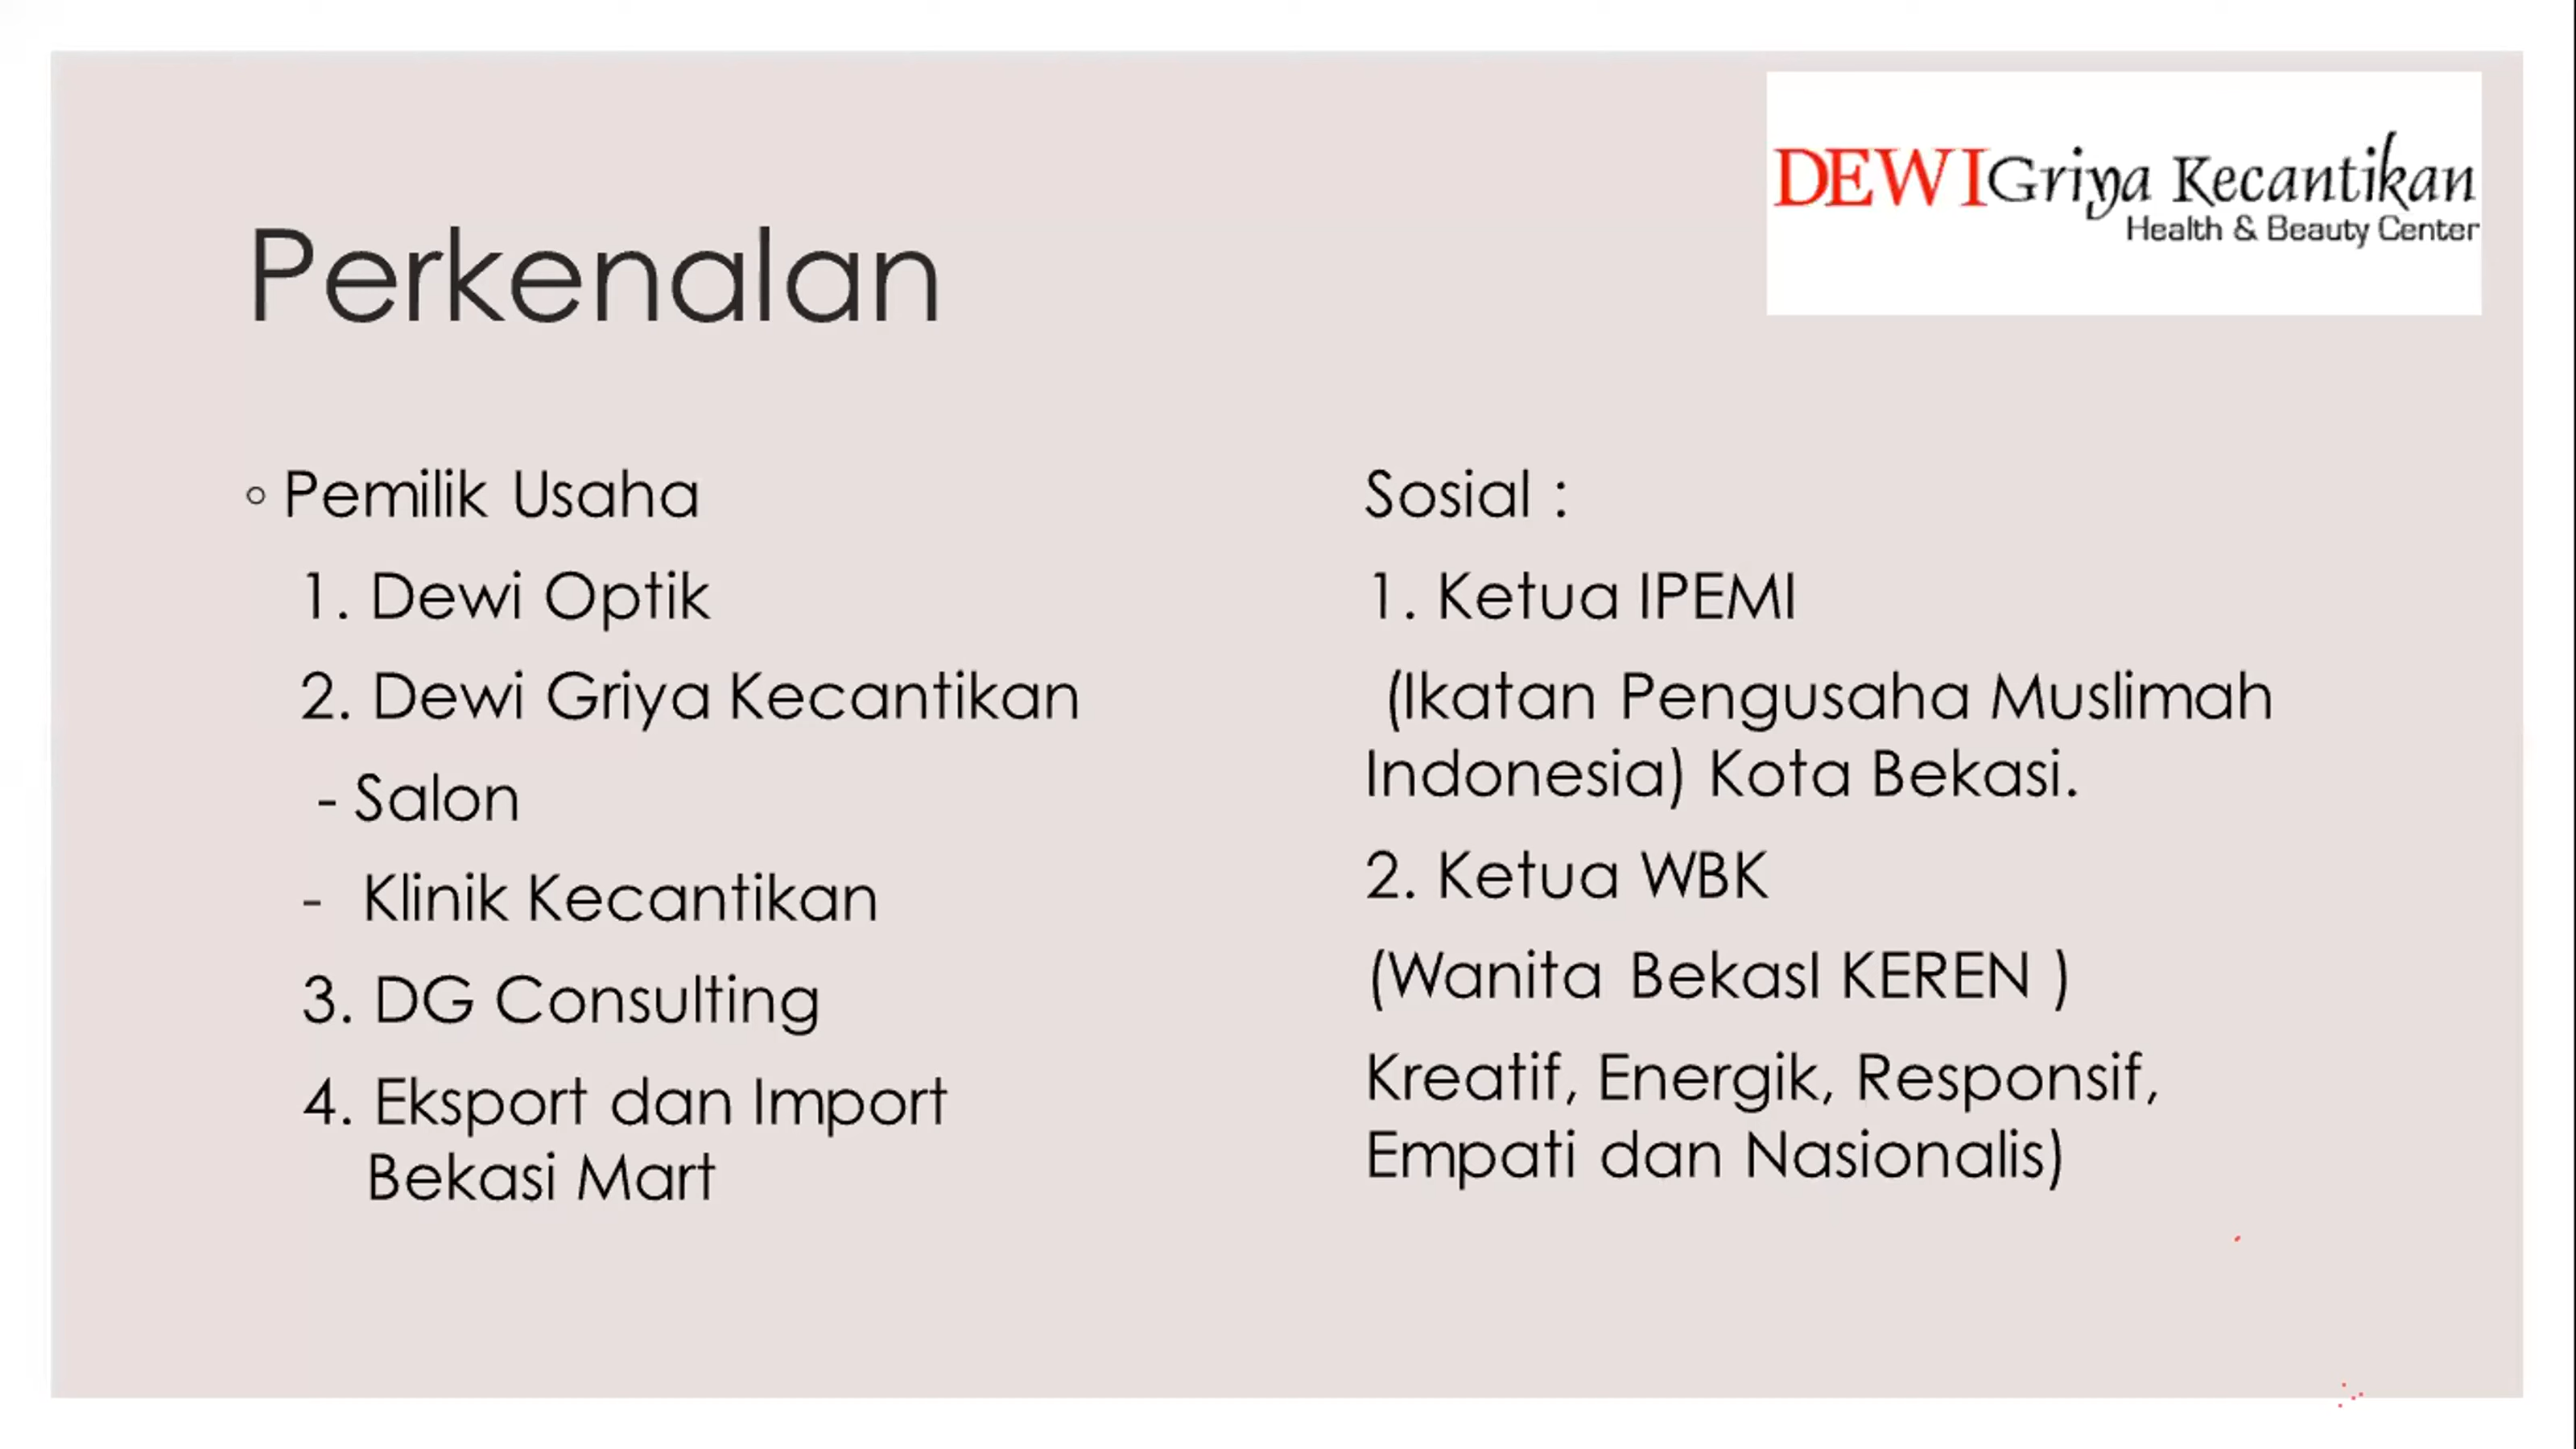 DEWI Griya Kecantikan
Health & Beauty Center
Perkenalan
◦ Pemilik Usaha
1. Dewi Optik
2. Dewi Griya Kecantikan
- Salon
- Klinik Kecantikan
3. DG Consulting
4. Eksport dan Import
Bekasi Mart
Sosial :
1. Ketua IPEMI
(Ikatan Pengusaha Muslimah
Indonesia) Kota Bekasi.
2. Ketua WBK
(Wanita BekasI KEREN )
Kreatif, Energik, Responsif,
Empati dan Nasionalis)